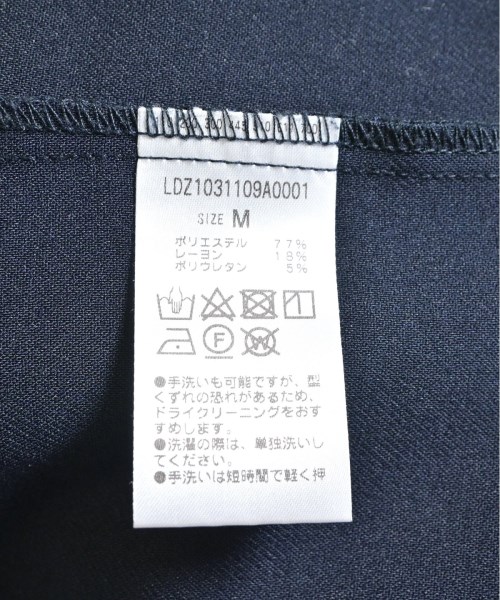 LDZ1031109A0001
SIZE M
ポリエステル 77%
レーヨン 18%
ポリウレタン 5%
F
W
●手洗いも可能ですが、型
くずれの恐れがあるため、
ドライクリーニングをおす
すめします。
●洗濯の際は、単独洗いし
てください。
●手洗いは短時間で軽く押